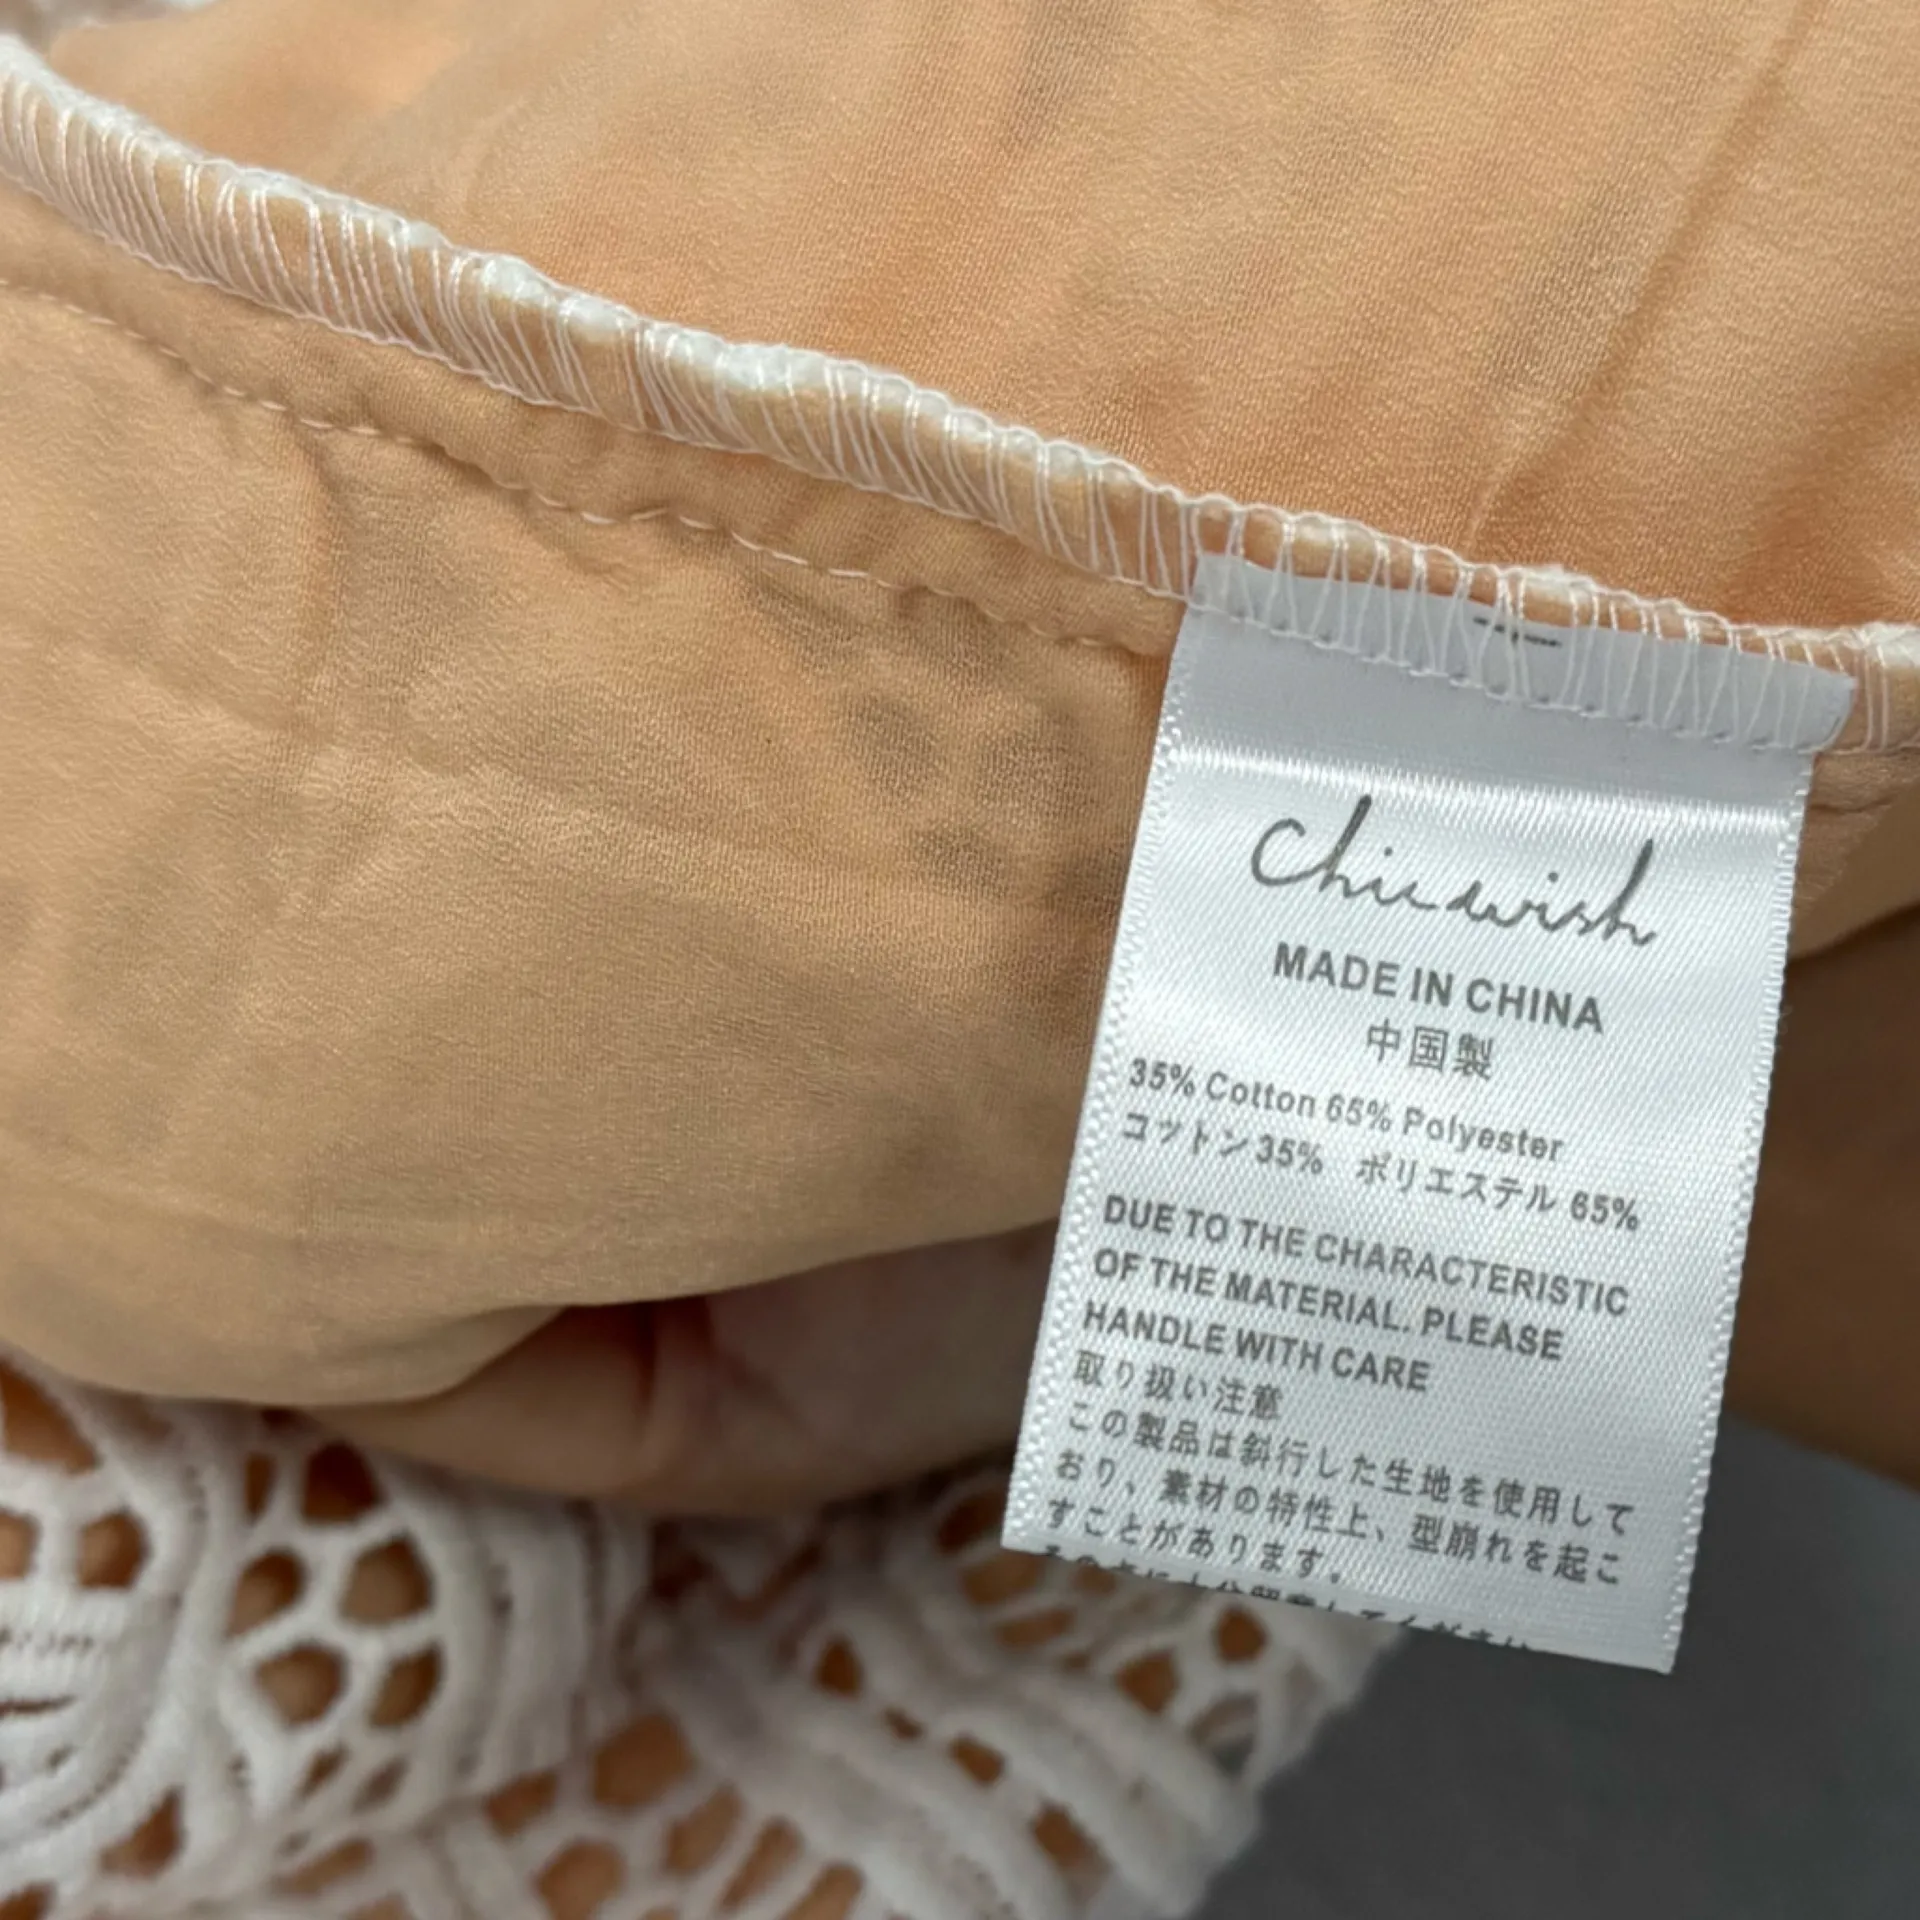 Chicwish
MADE IN CHINA
中国製
35% Cotton 65% Polyester
コットン35% ポリエステル 65%
DUE TO THE CHARACTERISTIC
OF THE MATERIAL. PLEASE
HANDLE WITH CARE
取り扱い注意
この製品は斜行した生地を使用して
おり、素材の特性上、型崩れを起こ
すことがあります。